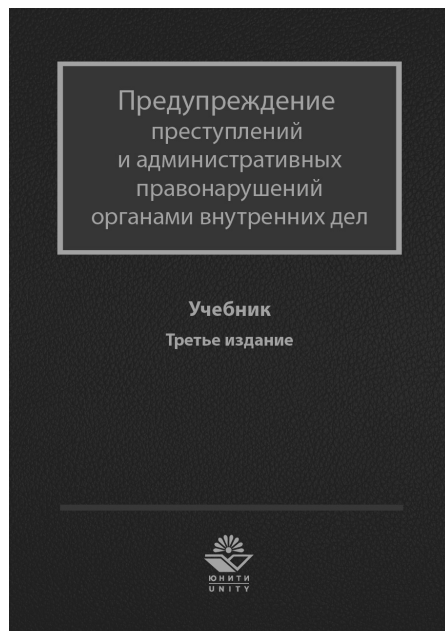 Предупреждение
преступлений
и административных
правонарушений
органами внутренних дел
Учебник
Третье издание
ЮНИТИ
UNITY